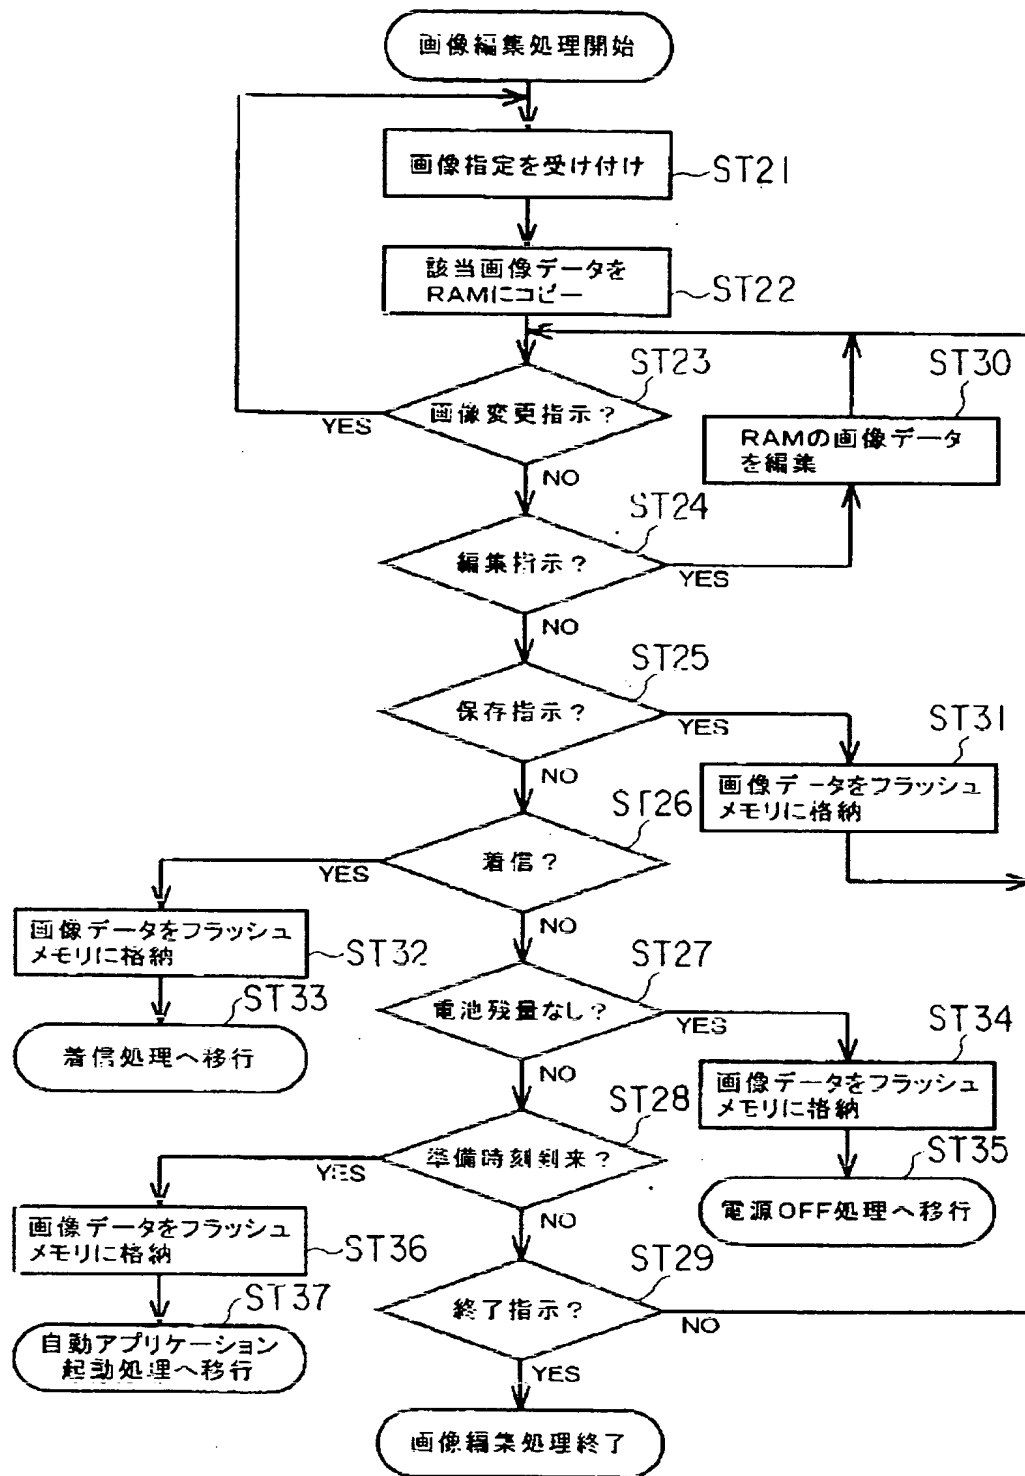 画像編集処理開始
画像指定を受け付け
ST21
該当画像データを
RAMにコピー
ST22
ST23
画像変更指示？
YES
NO
ST30
RAMの画像データ
を編集
ST24
編集指示？
YES
NO
ST25
保存指示？
YES
NO
ST31
画像データをフラッシュ
メモリに格納
ST26
着信？
YES
NO
画像データをフラッシュ
メモリに格納
ST32
ST33
着信処理へ移行
ST27
電池残量なし？
YES
NO
ST34
画像データをフラッシュ
メモリに格納
ST35
電源OFF処理へ移行
ST28
準備時刻到来？
YES
NO
画像データをフラッシュ
メモリに格納
ST36
ST37
自動アプリケーション
起動処理へ移行
ST29
終了指示？
NO
YES
画像編集処理終了